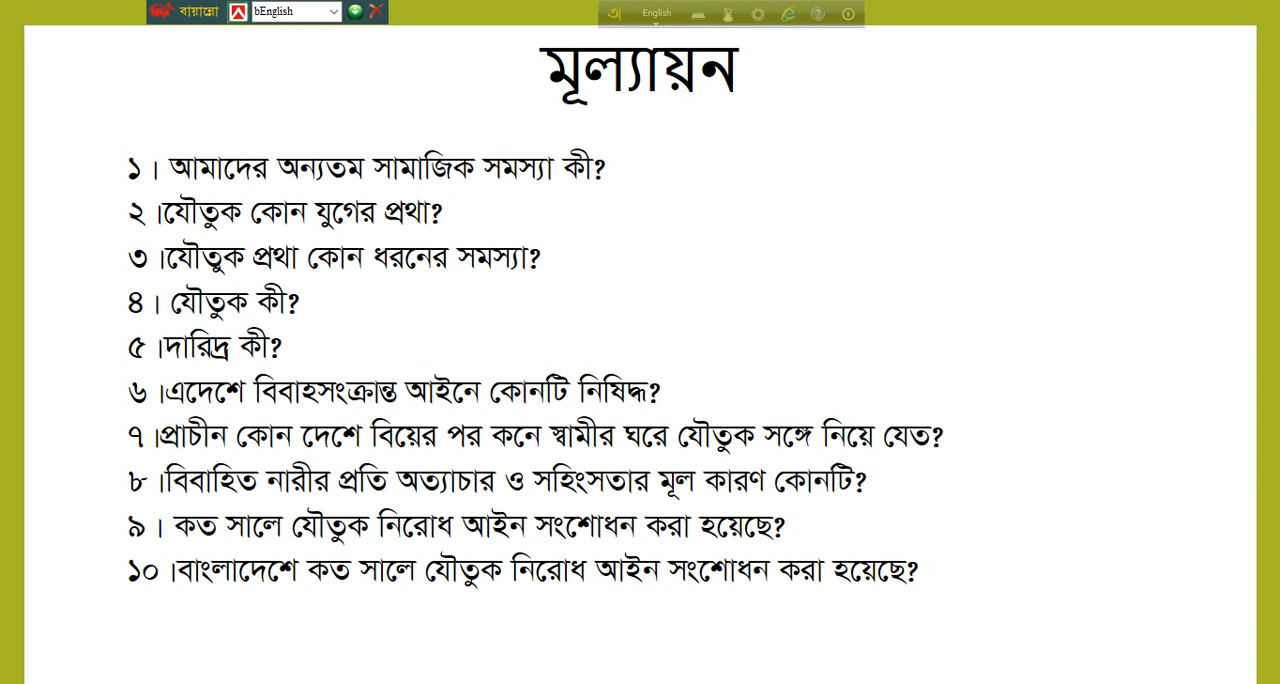 বায়ান্নো bEnglish অ English
মূল্যায়ন
১। আমাদের অন্যতম সামাজিক সমস্যা কী?
২।যৌতুক কোন যুগের প্রথা?
৩।যৌতুক প্রথা কোন ধরনের সমস্যা?
৪। যৌতুক কী?
৫।দারিদ্র কী?
৬।এদেশে বিবাহসংক্রান্ত আইনে কোনটি নিষিদ্ধ?
৭।প্রাচীন কোন দেশে বিয়ের পর কনে স্বামীর ঘরে যৌতুক সঙ্গে নিয়ে যেত?
৮।বিবাহিত নারীর প্রতি অত্যাচার ও সহিংসতার মূল কারণ কোনটি?
৯। কত সালে যৌতুক নিরোধ আইন সংশোধন করা হয়েছে?
১০।বাংলাদেশে কত সালে যৌতুক নিরোধ আইন সংশোধন করা হয়েছে?